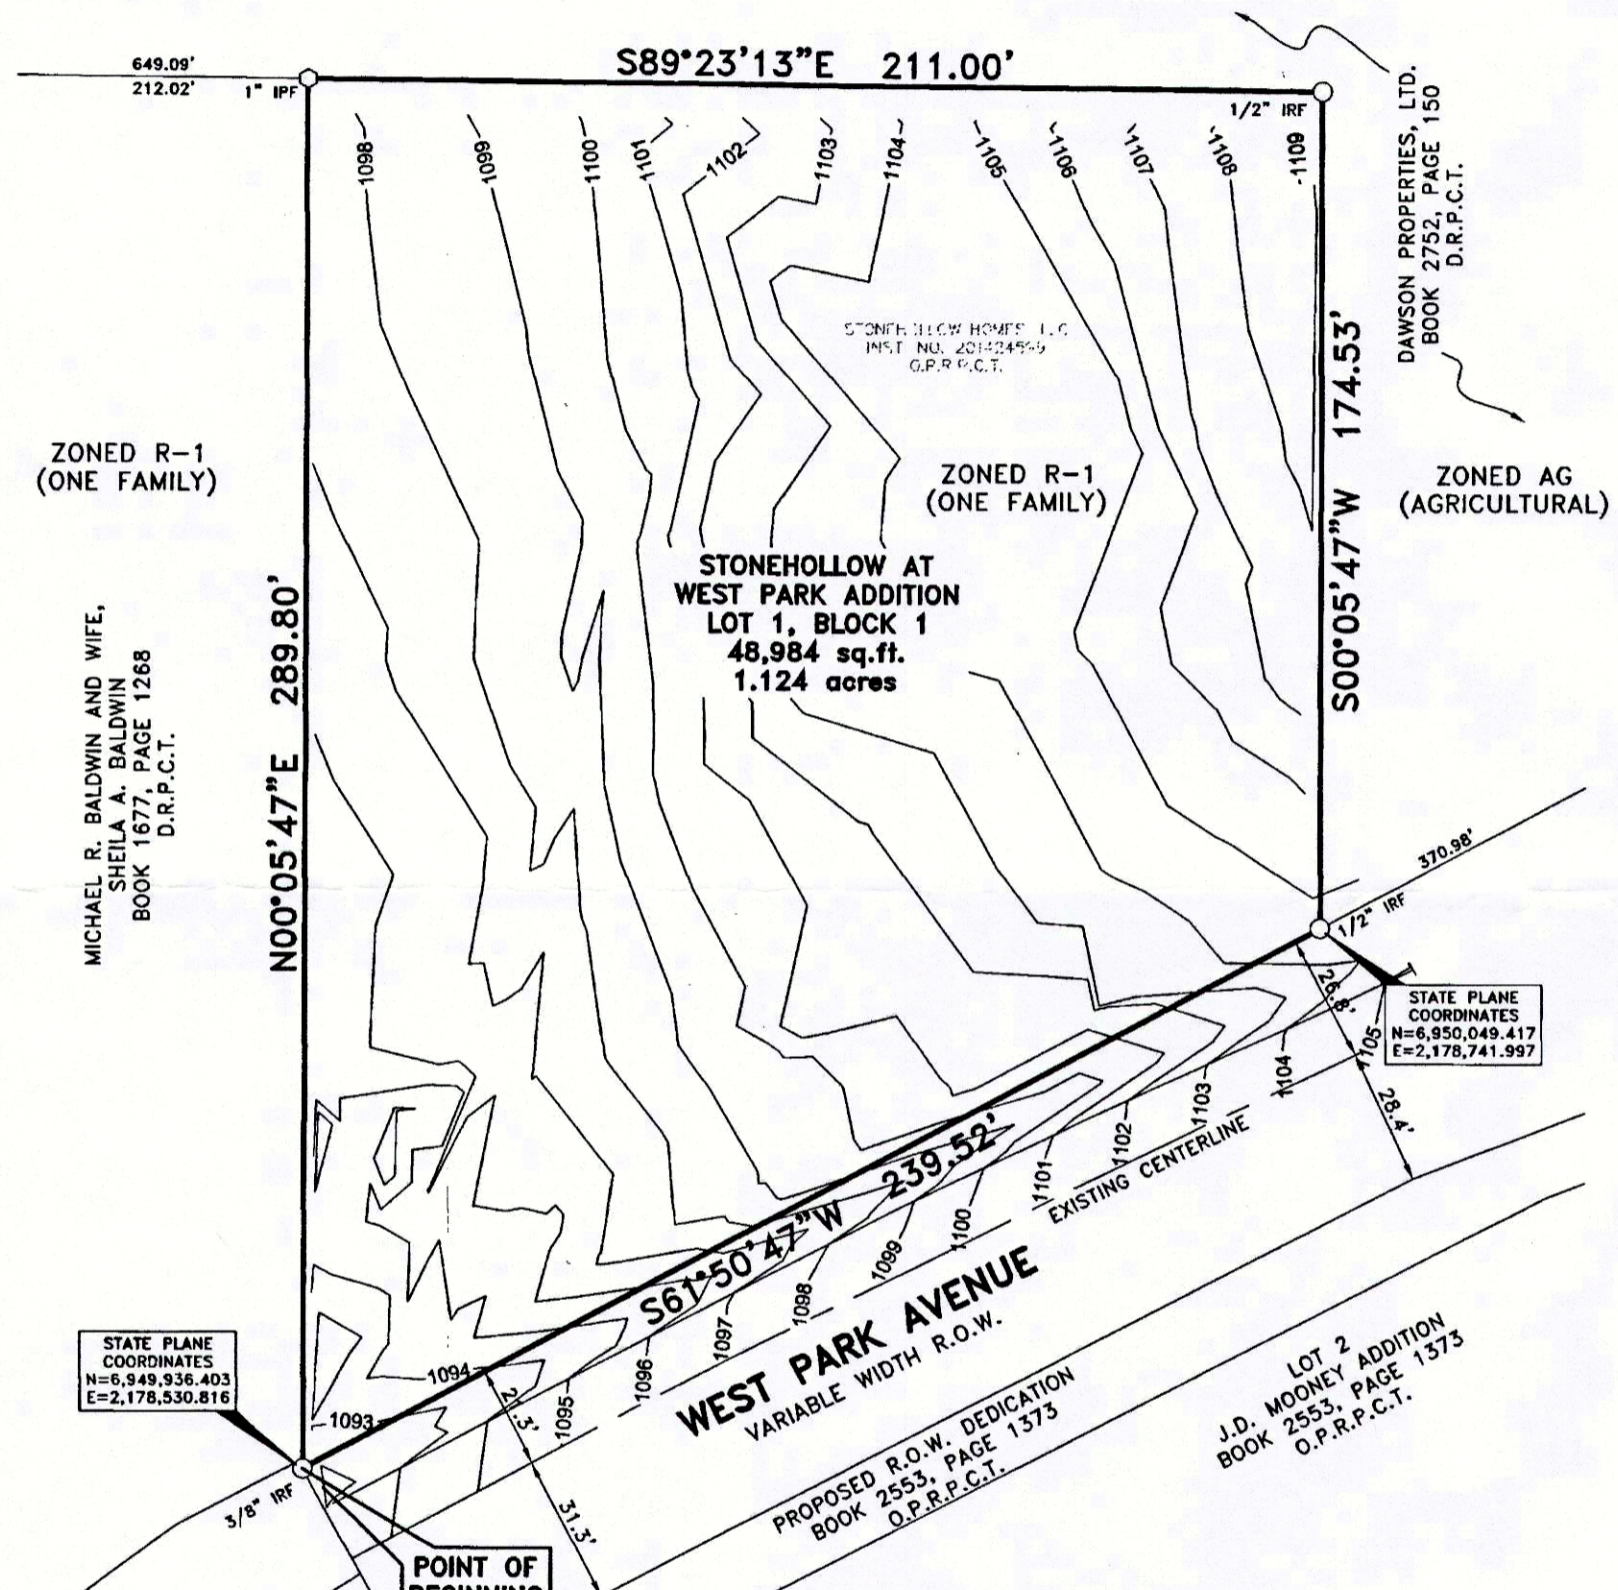 649.09'
212.02'
1" IPF
S89°23'13"E 211.00'
1/2" IRF
1098
1099
1100
1101
1102
1103
1104
1105
1106
1107
1108
1109
DAWSON PROPERTIES, LTD.
BOOK 2752, PAGE 150
D.R.P.C.T.
INST NO.
ZONED R-1
(ONE FAMILY)
ZONED R-1
(ONE FAMILY)
ZONED AG
(AGRICULTURAL)
S00°05'47"W 174.53'
STONEHOLLOW AT
WEST PARK ADDITION
LOT 1, BLOCK 1
48,984 sq.ft.
1.124 acres
MICHAEL R. BALDWIN AND WIFE,
SHEILA A. BALDWIN
BOOK 1677, PAGE 1268
D.R.P.C.T.
N00°05'47"E 289.80'
370.98'
1/2" IRF
26.8'
STATE PLANE
COORDINATES
N=6,950,049.417
E=2,178,741.997
28.4'
1105
1104
1103
1102
1101
1100
1099
1098
1097
1096
1095
1094
1093
EXISTING CENTERLINE
S61°50'47"W 239.52'
WEST PARK AVENUE
VARIABLE WIDTH R.O.W.
STATE PLANE
COORDINATES
N=6,949,936.403
E=2,178,530.816
3/8" IRF
31.3'
PROPOSED R.O.W. DEDICATION
BOOK 2553, PAGE 1373
O.P.R.P.C.T.
LOT 2
J.D. MOONEY ADDITION
BOOK 2553, PAGE 1373
O.P.R.P.C.T.
POINT OF
BEGINNING